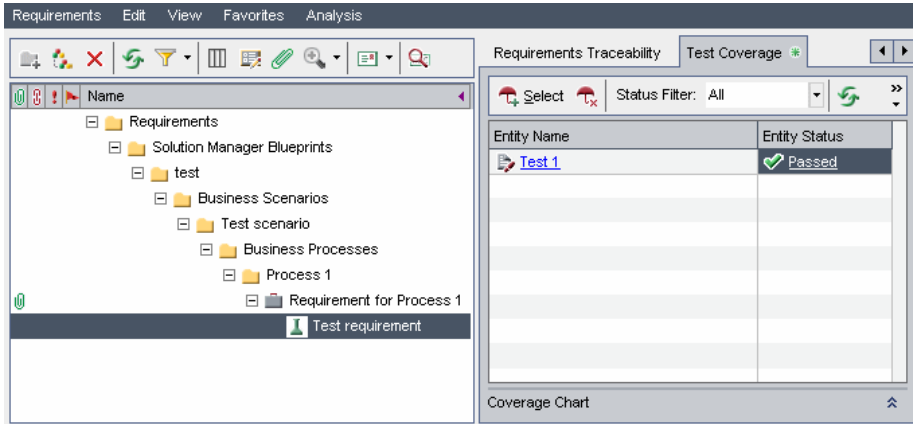 Requirements Edit View Favorites Analysis
Requirements Traceability Test Coverage
Select Status Filter: All
Name
Entity Name Entity Status
Test 1 Passed
Requirements
Solution Manager Blueprints
test
Business Scenarios
Test scenario
Business Processes
Process 1
Requirement for Process 1
Test requirement
Coverage Chart